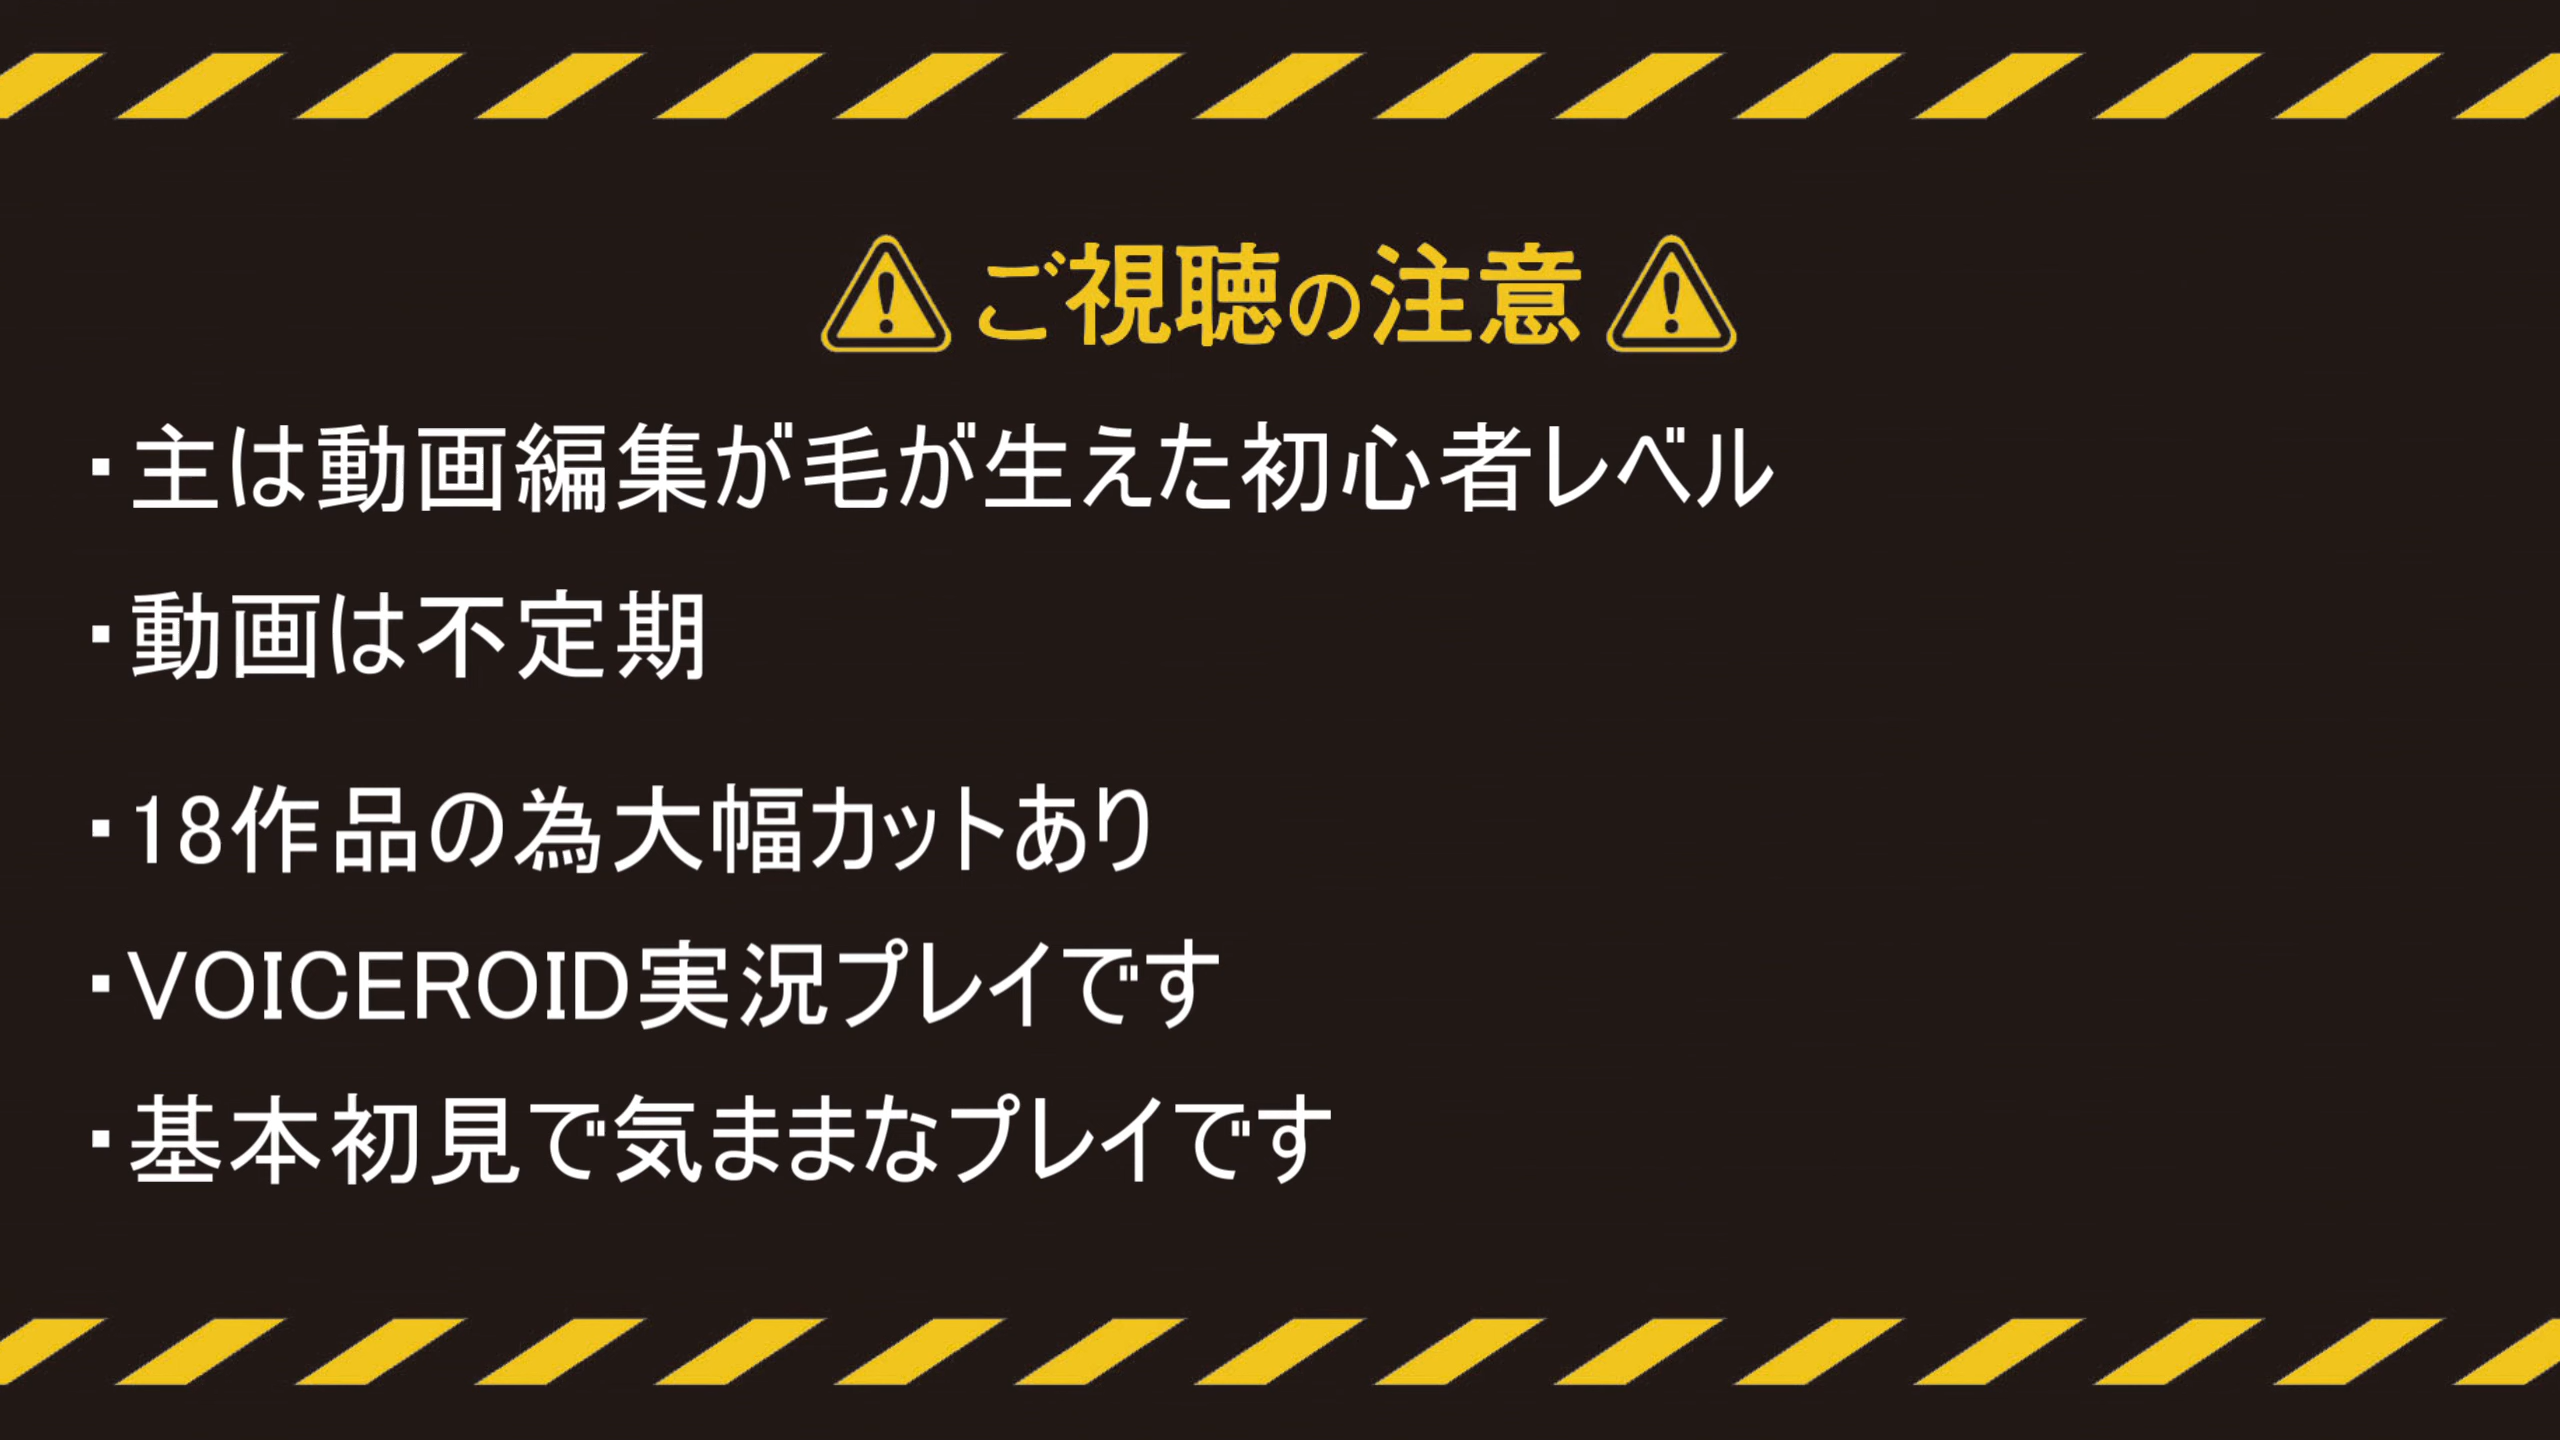 ご視聴の注意
・主は動画編集が毛が生えた初心者レベル
・動画は不定期
・18作品の為大幅カットあり
・VOICEROID実況プレイです
・基本初見で気ままなプレイです